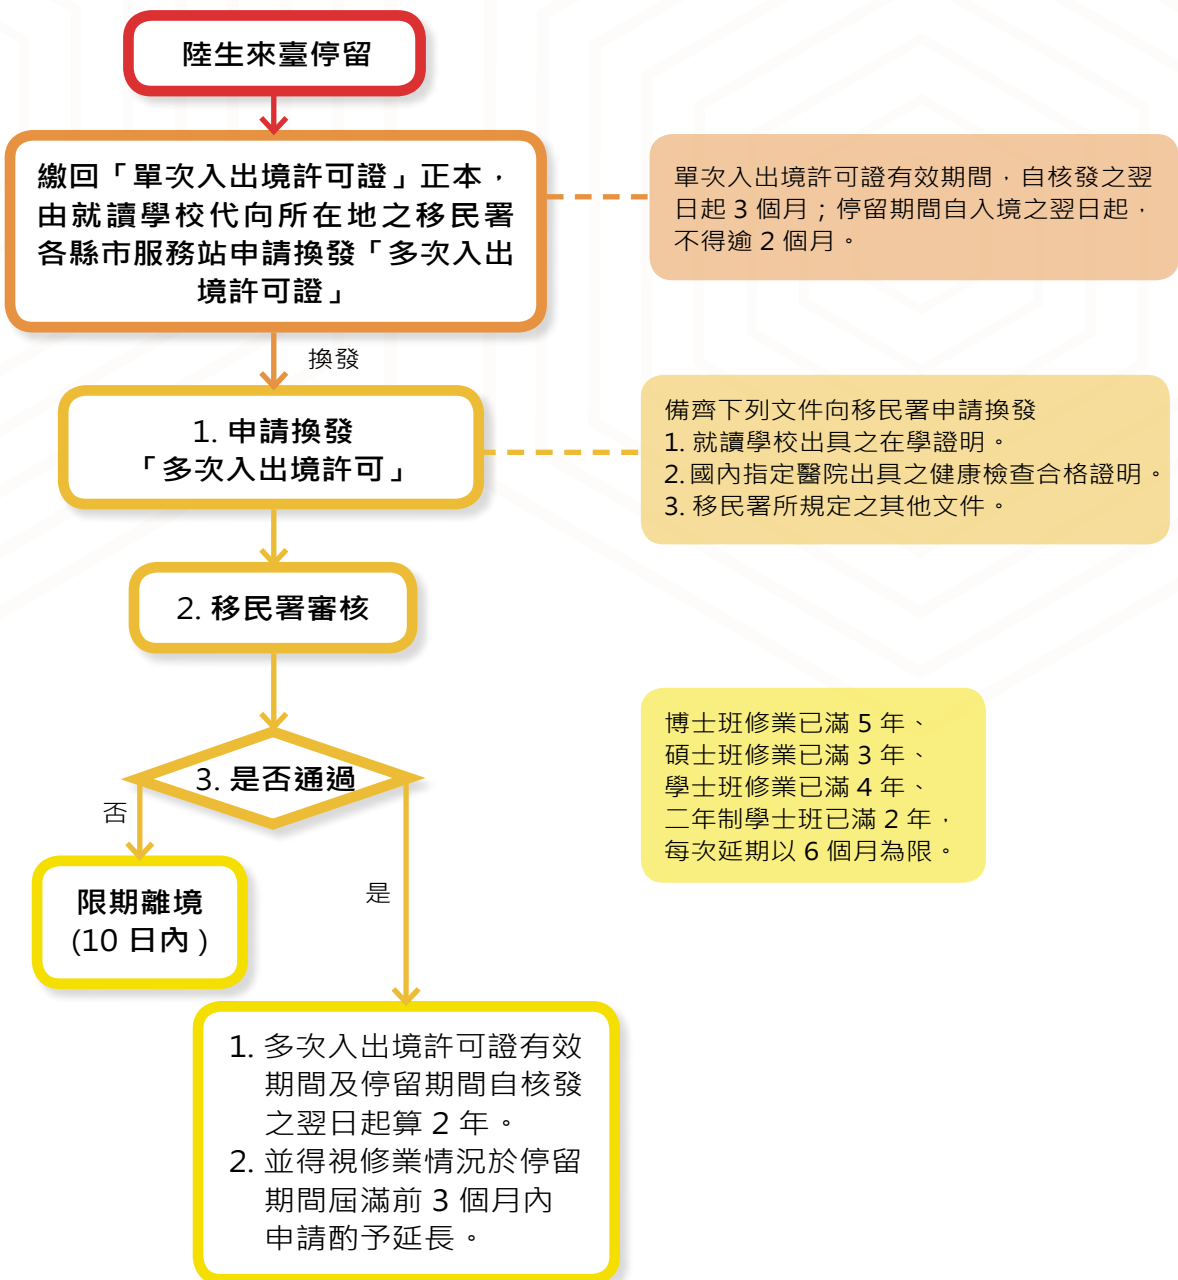 陸生來臺停留
繳回「單次入出境許可證」正本，
由就讀學校代向所在地之移民署
各縣市服務站申請換發「多次入出
境許可證」
單次入出境許可證有效期間，自核發之翌
日起 3 個月；停留期間自入境之翌日起，
不得逾 2 個月。
換發
1. 申請換發
「多次入出境許可」
備齊下列文件向移民署申請換發
1. 就讀學校出具之在學證明。
2. 國內指定醫院出具之健康檢查合格證明。
3. 移民署所規定之其他文件。
2. 移民署審核
3. 是否通過
博士班修業已滿 5 年、
碩士班修業已滿 3 年、
學士班修業已滿 4 年、
二年制學士班已滿 2 年，
每次延期以 6 個月為限。
否
限期離境
(10 日內 )
是
1. 多次入出境許可證有效
期間及停留期間自核發
之翌日起算 2 年。
2. 並得視修業情況於停留
期間屆滿前 3 個月內
申請酌予延長。